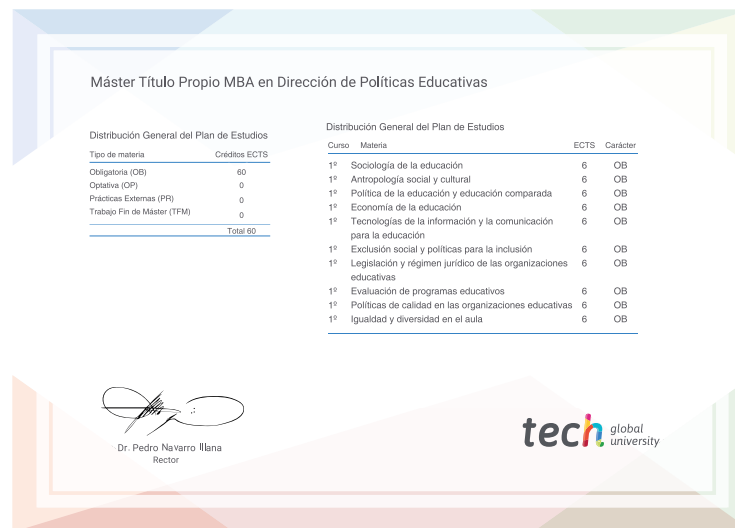 Máster Título Propio MBA en Dirección de Políticas Educativas
Distribución General del Plan de Estudios
Tipo de materia Créditos ECTS
Obligatoria (OB) 60
Optativa (OP) 0
Prácticas Externas (PR) 0
Trabajo Fin de Máster (TFM) 0
Total 60
Distribución General del Plan de Estudios
Curso Materia ECTS Carácter
1º Sociología de la educación 6 OB
1º Antropología social y cultural 6 OB
1º Política de la educación y educación comparada 6 OB
1º Economía de la educación 6 OB
1º Tecnologías de la información y la comunicación 6 OB
para la educación
1º Exclusión social y políticas para la inclusión 6 OB
1º Legislación y régimen jurídico de las organizaciones 6 OB
educativas
1º Evaluación de programas educativos 6 OB
1º Políticas de calidad en las organizaciones educativas 6 OB
1º Igualdad y diversidad en el aula 6 OB
Dr. Pedro Navarro Illana
Rector
tech global
university